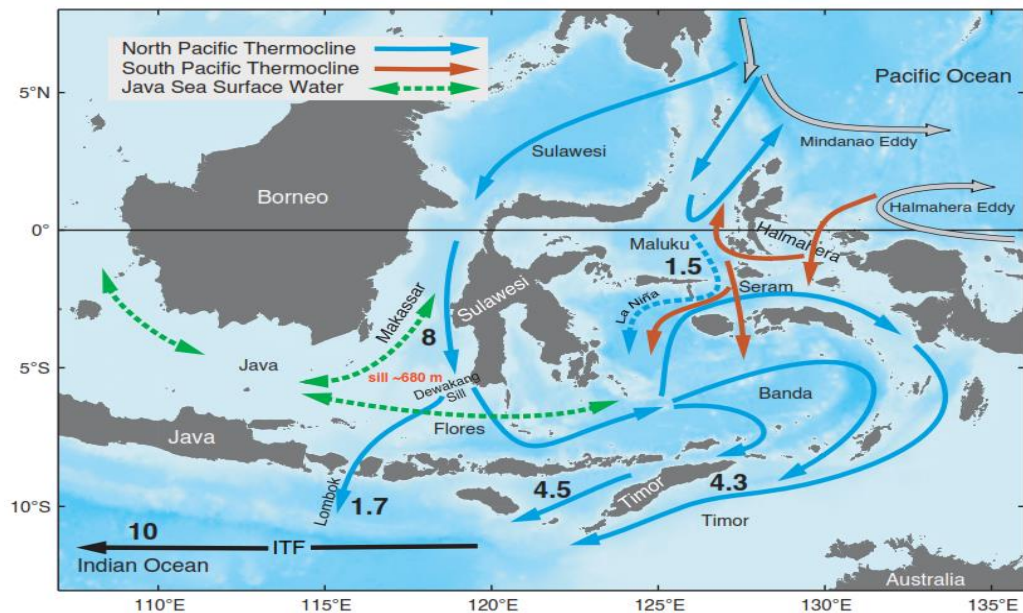 North Pacific Thermocline
South Pacific Thermocline
Java Sea Surface Water
Pacific Ocean
5°N
Mindanao Eddy
Sulawesi
Borneo
Halmahera Eddy
0°
Halmahera
Maluku
1.5
Seram
La Niña
Makassar
Sulawesi
8
Java
sill ~680 m
Dewakang
Sill
5°S
Banda
Flores
Java
Lombok
1.7
4.5
Timor
4.3
Timor
10°S
10
ITF
Indian Ocean
Australia
110°E
115°E
120°E
125°E
130°E
135°E